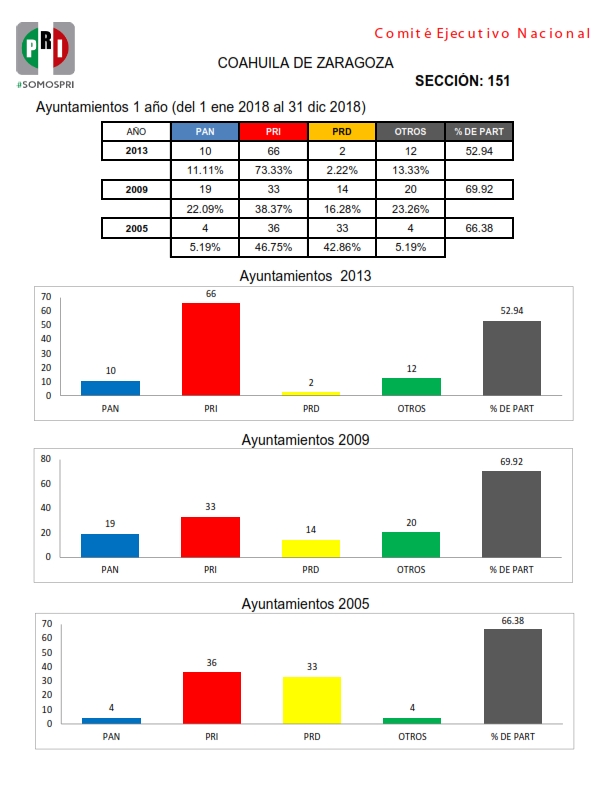 PRI
#SOMOSPRI
Comité Ejecutivo Nacional
COAHUILA DE ZARAGOZA
SECCIÓN: 151
Ayuntamientos 1 año (del 1 ene 2018 al 31 dic 2018)
AÑO PAN PRI PRD OTROS % DE PART
2013 10 66 2 12 52.94
11.11% 73.33% 2.22% 13.33%
2009 19 33 14 20 69.92
22.09% 38.37% 16.28% 23.26%
2005 4 36 33 4 66.38
5.19% 46.75% 42.86% 5.19%
Ayuntamientos 2013
70
60
50
40
30
20
10
0
10 66 2 12 52.94
PAN PRI PRD OTROS % DE PART
Ayuntamientos 2009
80
60
40
20
0
19 33 14 20 69.92
PAN PRI PRD OTROS % DE PART
Ayuntamientos 2005
70
60
50
40
30
20
10
0
4 36 33 4 66.38
PAN PRI PRD OTROS % DE PART